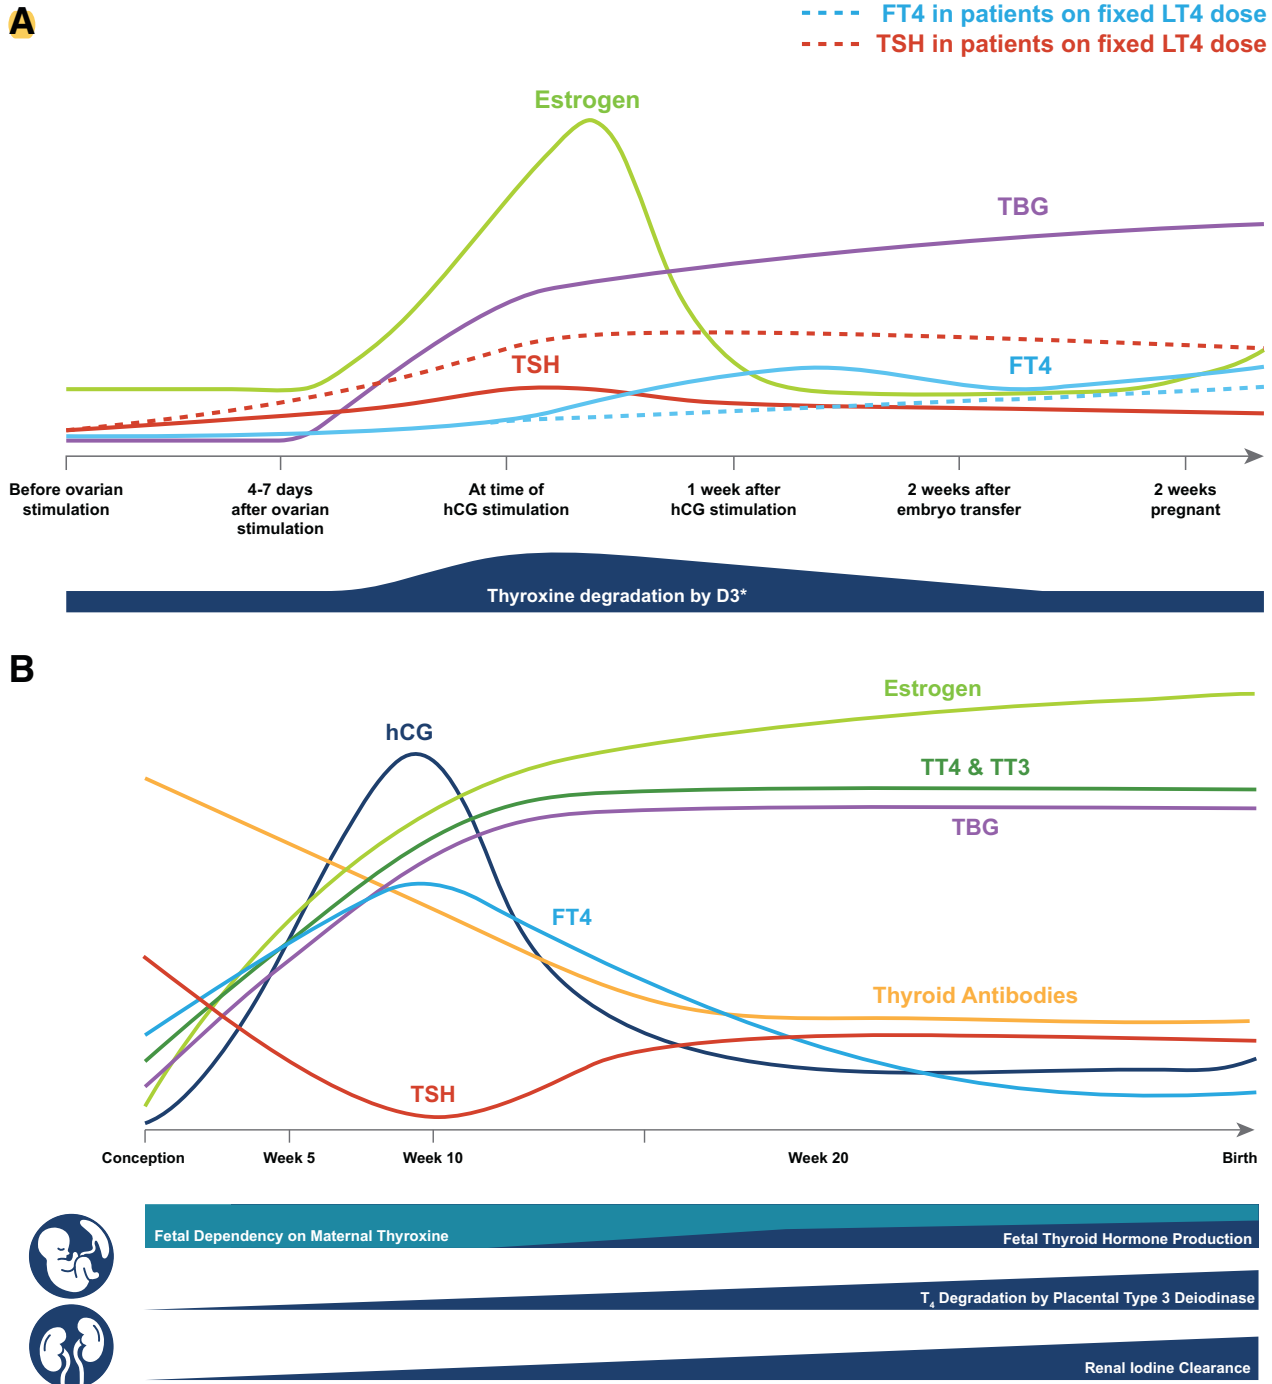 A
FT4 in patients on fixed LT4 dose
TSH in patients on fixed LT4 dose
Estrogen
TBG
TSH
FT4
Before ovarian
stimulation
4-7 days
after ovarian
stimulation
At time of
hCG stimulation
1 week after
hCG stimulation
2 weeks after
embryo transfer
2 weeks
pregnant
Thyroxine degradation by D3*
B
Estrogen
hCG
TT4 & TT3
TBG
FT4
Thyroid Antibodies
TSH
Conception
Week 5
Week 10
Week 20
Birth
Fetal Dependency on Maternal Thyroxine
Fetal Thyroid Hormone Production
T4 Degradation by Placental Type 3 Deiodinase
Renal Iodine Clearance